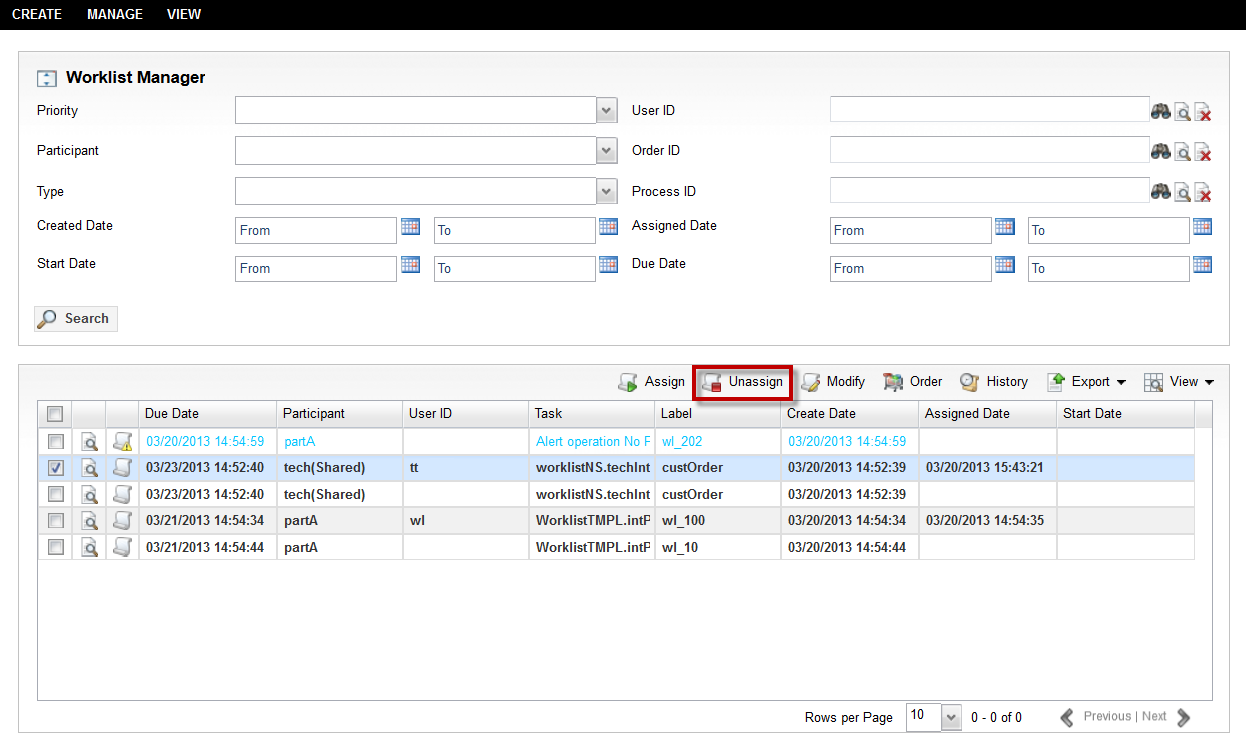 CREATE MANAGE VIEW
Worklist Manager
Priority User ID
Participant Order ID
Type Process ID
Created Date From To Assigned Date From To
Start Date From To Due Date From To
Search
Assign Unassign Modify Order History Export View
Due Date Participant User ID Task Label Create Date Assigned Date Start Date
03/20/2013 14:54:59 partA Alert operation No F wl_202 03/20/2013 14:54:59
03/23/2013 14:52:40 tech(Shared) tt worklistNS.techInt custOrder 03/20/2013 14:52:39 03/20/2013 15:43:21
03/23/2013 14:52:40 tech(Shared) worklistNS.techInt custOrder 03/20/2013 14:52:39
03/21/2013 14:54:34 partA wl WorklistTMPL.intP wl_100 03/20/2013 14:54:34 03/20/2013 14:54:35
03/21/2013 14:54:44 partA WorklistTMPL.intP wl_10 03/20/2013 14:54:44
Rows per Page 10 0 - 0 of 0 Previous | Next